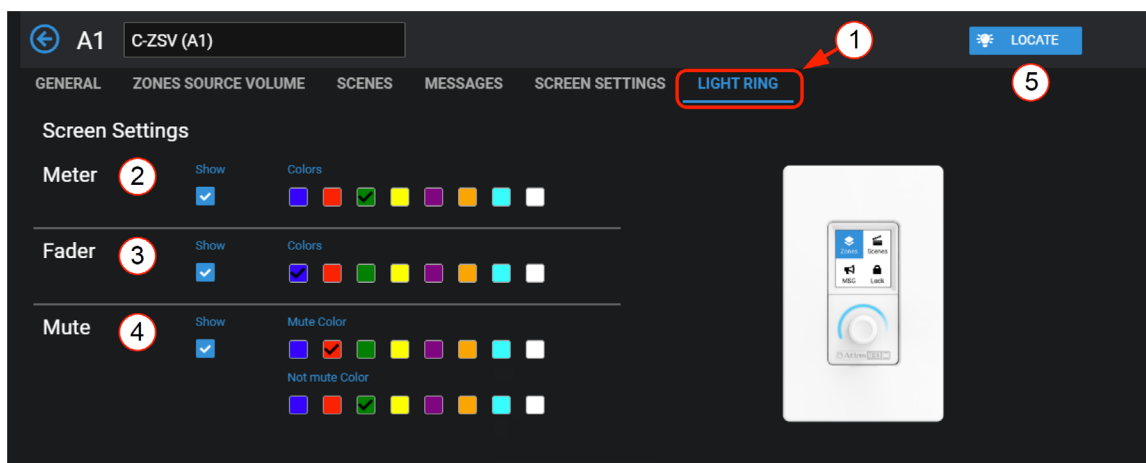 A1 C-ZSV (A1) 1 LOCATE
GENERAL ZONES SOURCE VOLUME SCENES MESSAGES SCREEN SETTINGS LIGHT RING 5
Screen Settings
Meter 2 Show Colors
Fader 3 Show Colors
Mute 4 Show Mute Color
Not mute Color
Zones Scenes
MSG Lock
Atlas